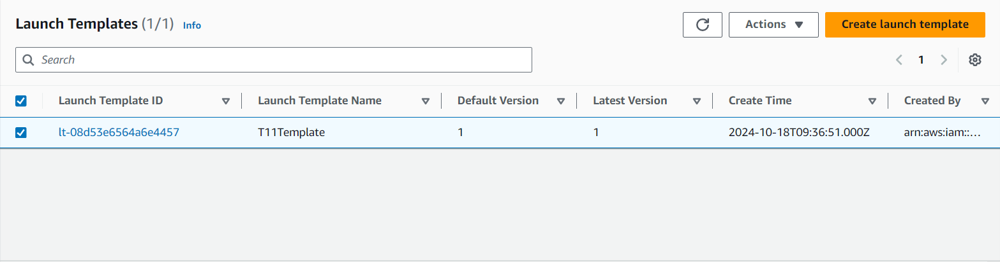 Launch Templates (1/1) Info
Actions
Create launch template
Search
1
Launch Template ID Launch Template Name Default Version Latest Version Create Time Created By
lt-08d53e6564a6e4457 T11Template 1 1 2024-10-18T09:36:51.000Z arn:aws:iam::...